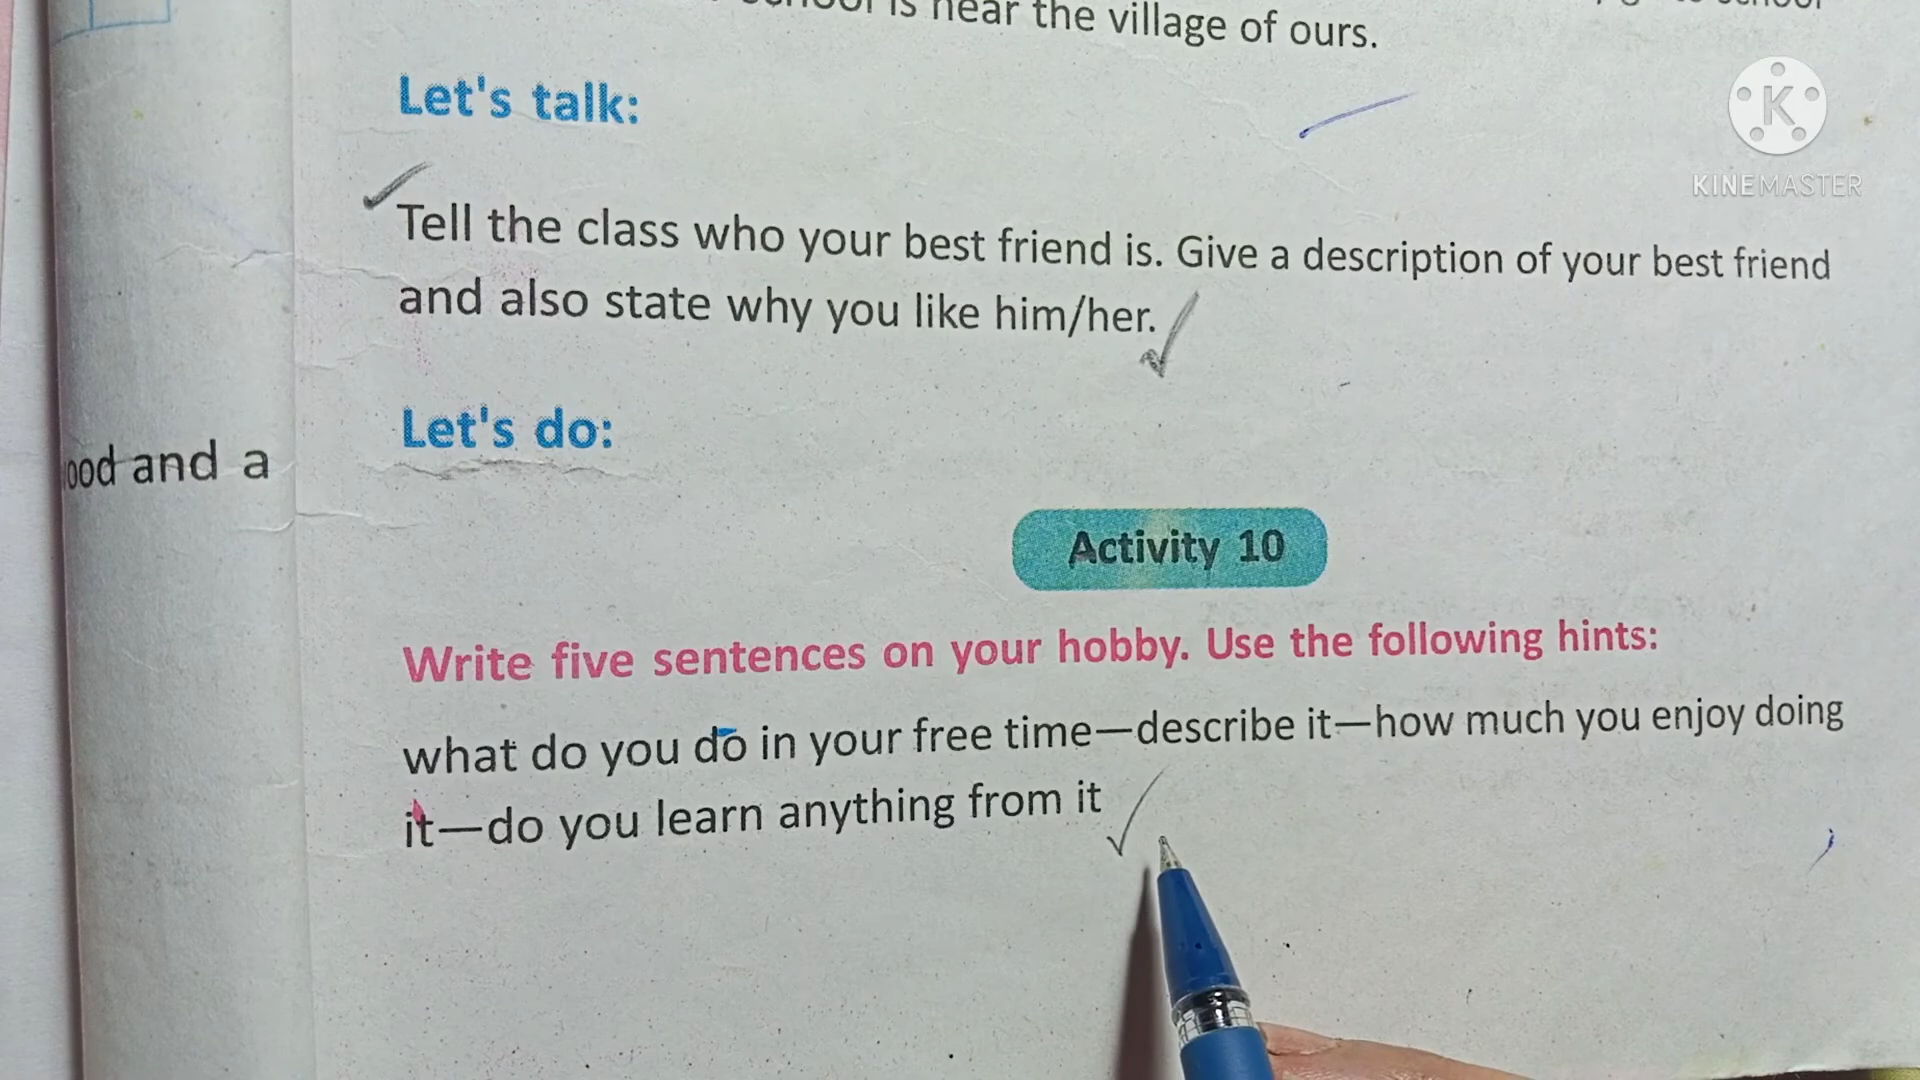 is near the village of ours.
Let's talk:
KINEMASTER
Tell the class who your best friend is. Give a description of your best friend
and also state why you like him/her.
Let's do:
and a
Activity 10
Write five sentences on your hobby. Use the following hints:
what do you do in your free time—describe it—how much you enjoy doing
it—do you learn anything from it